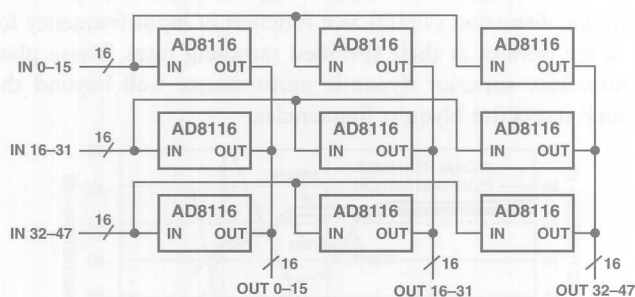 AD8116 AD8116 AD8116
16
IN 0–15 IN OUT IN OUT IN OUT
AD8116 AD8116 AD8116
16
IN 16–31 IN OUT IN OUT IN OUT
AD8116 AD8116 AD8116
16
IN 32–47 IN OUT IN OUT IN OUT
16 16 16
OUT 0–15 OUT 16–31 OUT 32–47